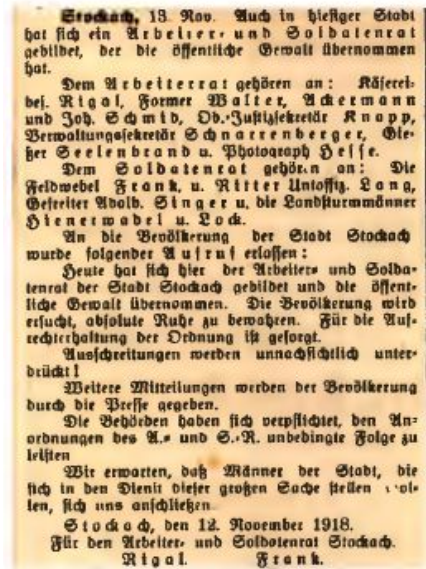 Stockach, 13. Nov. Auch in hiesiger Stadt
hat sich ein Arbeiter- und Soldatenrat
gebildet, der die öffentliche Gewalt übernommen
hat.
Dem Arbeiterrat gehören an: Käserei-
bes. Rigal, Former Walter, Ackermann
und Joh. Schmid, Ob.-Justizsekretär Knapp,
Verwaltungssekretär Schnarrenberger, Gie-
ßer Seelenbrand u. Photograph Hesse.
Dem Soldatenrat gehören an: Die
Feldwebel Frank, u. Ritter Untoffiz. Lang,
Gefreiter Adalb. Singer u. die Landsturmmänner
Hienerwadel u. Lock.
An die Bevölkerung der Stadt Stockach
wurde folgender Aufruf erlassen:
Heute hat sich hier der Arbeiter- und Solda-
tenrat der Stadt Stockach gebildet und die öffent-
liche Gewalt übernommen. Die Bevölkerung wird
ersucht, absolute Ruhe zu bewahren. Für die Auf-
rechterhaltung der Ordnung ist gesorgt.
Ausschreitungen werden unnachsichtlich unter-
drückt!
Weitere Mitteilungen werden der Bevölkerung
durch die Presse gegeben.
Die Behörden haben sich verpflichtet, den An-
ordnungen des A.- und S.-R. unbedingte Folge zu
leisten
Wir erwarten, daß Männer der Stadt, die
sich in den Dienst dieser großen Sache stellen wol-
len, sich uns anschließen
Stockach, den 12. November 1918.
Für den Arbeiter- und Soldatenrat Stockach.
Rigal. Frank.